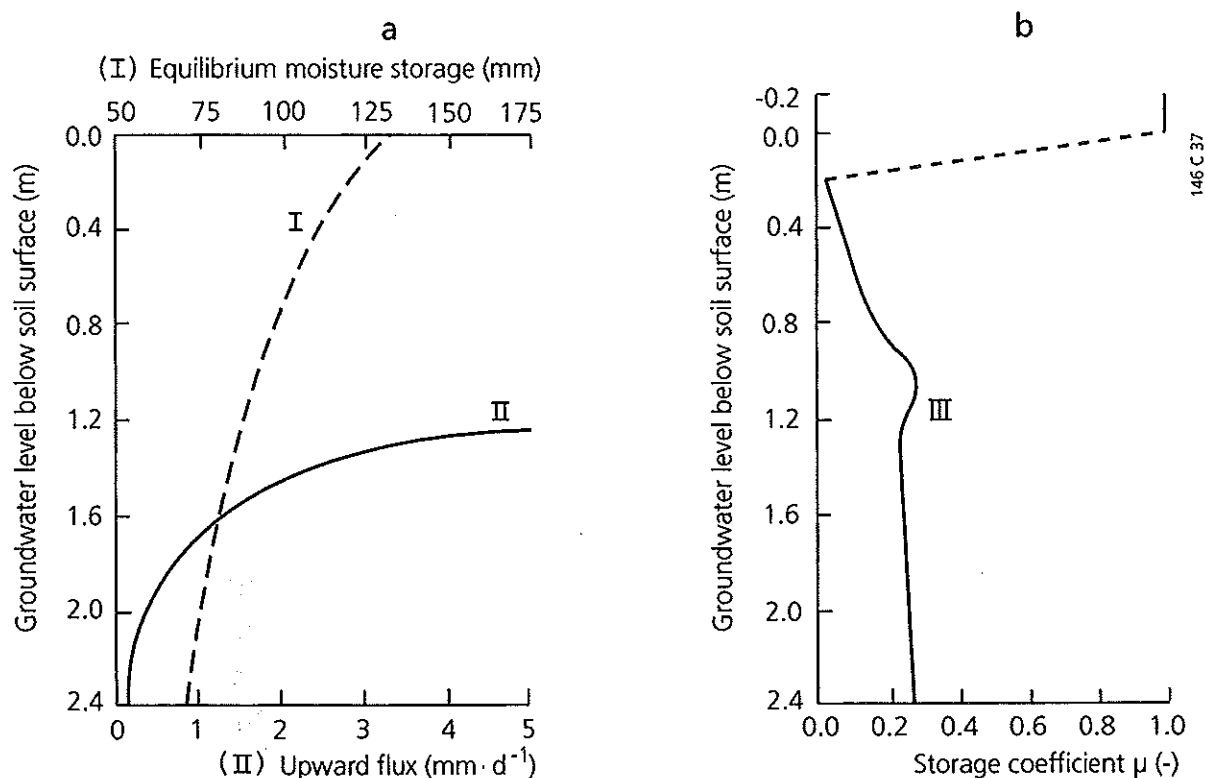 a
(I) Equilibrium moisture storage (mm)
50 75 100 125 150 175
Groundwater level below soil surface (m)
0.0
0.4
0.8
1.2
1.6
2.0
2.4
I
II
0 1 2 3 4 5
(II) Upward flux (mm·d⁻¹)
b
Groundwater level below soil surface (m)
-0.2
0.0
0.4
0.8
1.2
1.6
2.0
2.4
III
0.0 0.2 0.4 0.6 0.8 1.0
Storage coefficient μ (-)
146 C 37